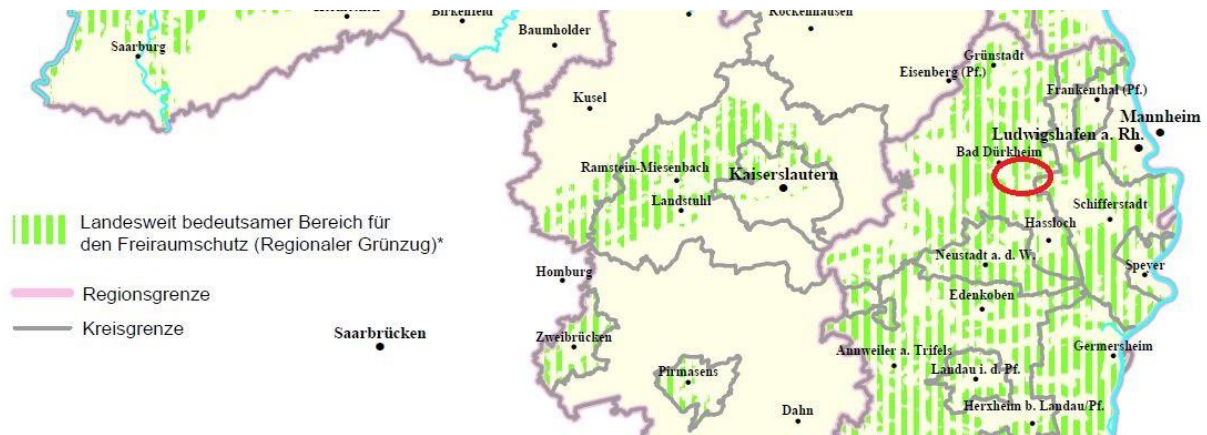 Birkenfeld
Rockenhausen
Baumholder
Saarburg
Grünstadt
Eisenberg (Pf.)
Kusel
Frankenthal (Pf.)
Mannheim
Ludwigshafen a. Rh.
Bad Dürkheim
Ramstein-Miesenbach
Kaiserslautern
Landstuhl
Schifferstadt
Landesweit bedeutsamer Bereich für
den Freiraumschutz (Regionaler Grünzug)*
Hassloch
Neustadt a. d. W.
Speyer
Homburg
Regionsgrenze
Edenkoben
Kreisgrenze
Saarbrücken
Zweibrücken
Annweiler a. Trifels
Germersheim
Landau i. d. Pf.
Pirmasens
Dahn
Herxheim b. Landau/Pf.